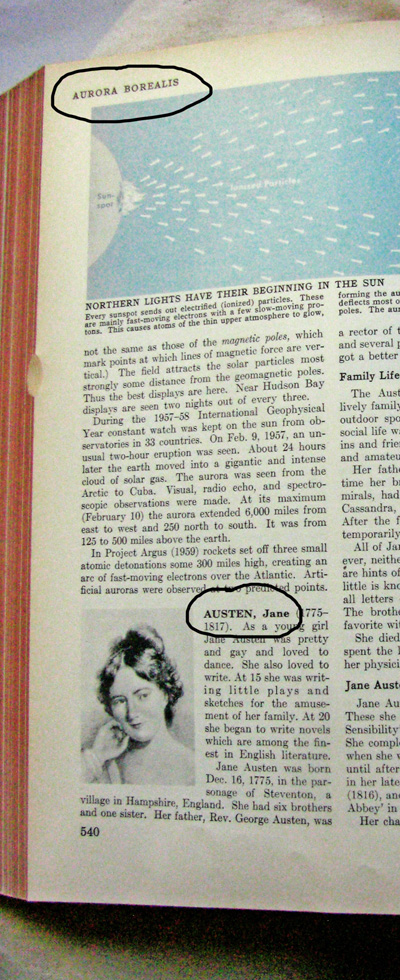 AURORA BOREALIS
Sun-
spot
Ionized Particles
NORTHERN LIGHTS HAVE THEIR BEGINNING IN THE SUN
Every sunspot sends out electrified (ionized) particles. These
are mainly fast-moving electrons with a few slow-moving pro-
tons. This causes atoms of the thin upper atmosphere to glow,
forming the au
deflects most o
poles. The aur
not the same as those of the magnetic poles, which
mark points at which lines of magnetic force are ver-
tical.) The field attracts the solar particles most
strongly some distance from the geomagnetic poles.
Thus the best displays are here. Near Hudson Bay
displays are seen two nights out of every three.
During the 1957-58 International Geophysical
Year constant watch was kept on the sun from ob-
servatories in 33 countries. On Feb. 9, 1957, an un-
usual two-hour eruption was seen. About 24 hours
later the earth moved into a gigantic and intense
cloud of solar gas. The aurora was seen from the
Arctic to Cuba. Visual, radio echo, and spectro-
scopic observations were made. At its maximum
(February 10) the aurora extended 6,000 miles from
east to west and 250 north to south. It was from
125 to 500 miles above the earth.
In Project Argus (1959) rockets set off three small
atomic detonations some 300 miles high, creating an
arc of fast-moving electrons over the Atlantic. Arti-
ficial auroras were observed at two predicted points.
AUSTEN, Jane (1775–
1817). As a young girl
Jane Austen was pretty
and gay and loved to
dance. She also loved to
write. At 15 she was writ-
ing little plays and
sketches for the amuse-
ment of her family. At 20
she began to write novels
which are among the fin-
est in English literature.
Jane Austen was born
Dec. 16, 1775, in the par-
sonage of Steventon, a
village in Hampshire, England. She had six brothers
and one sister. Her father, Rev. George Austen, was
540
a rector of t
and several p
got a better
Family Life
The Aust
lively family
outdoor spo
social life wa
ins and frien
and amateu
Her fathe
time her br
mirals, had
Cassandra,
After the f
temporarily
All of Jan
ever, neithe
are hints of
little is know
all letters
The brothe
favorite wit
She died
spent the l
her physici
Jane Aust
Jane Au
These she
Sensibility
She comple
when she w
until after
in her late
(1816), and
Abbey' in
Her cha